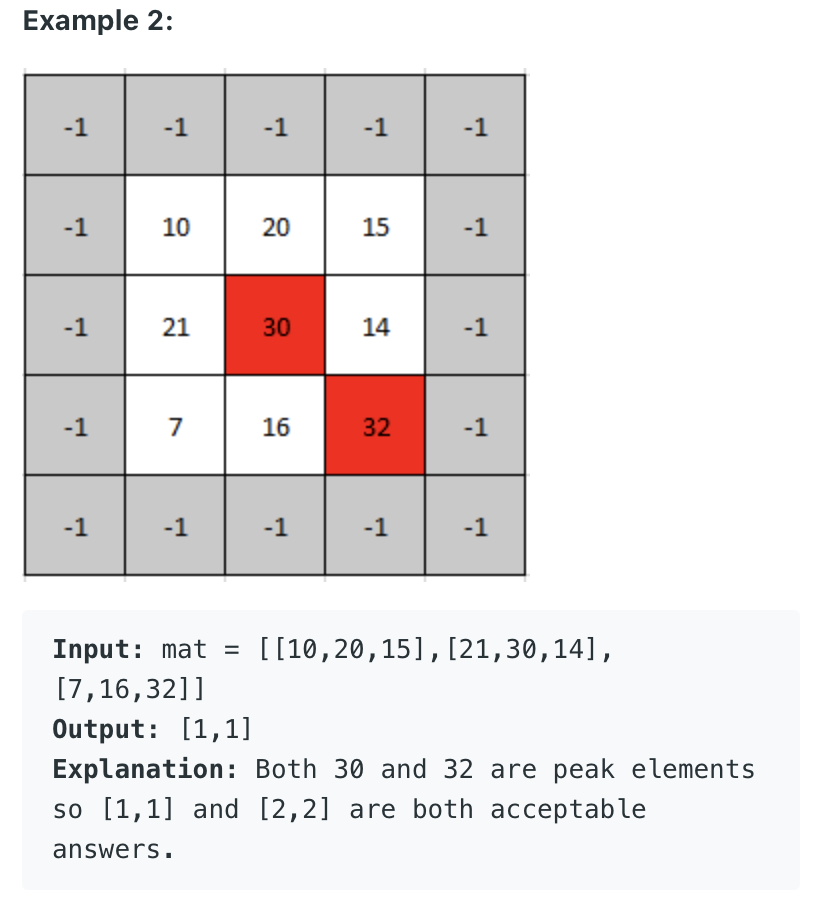 Example 2:
-1 -1 -1 -1 -1
-1 10 20 15 -1
-1 21 30 14 -1
-1 7 16 32 -1
-1 -1 -1 -1 -1
Input: mat = [[10,20,15],[21,30,14],
[7,16,32]]
Output: [1,1]
Explanation: Both 30 and 32 are peak elements
so [1,1] and [2,2] are both acceptable
answers.